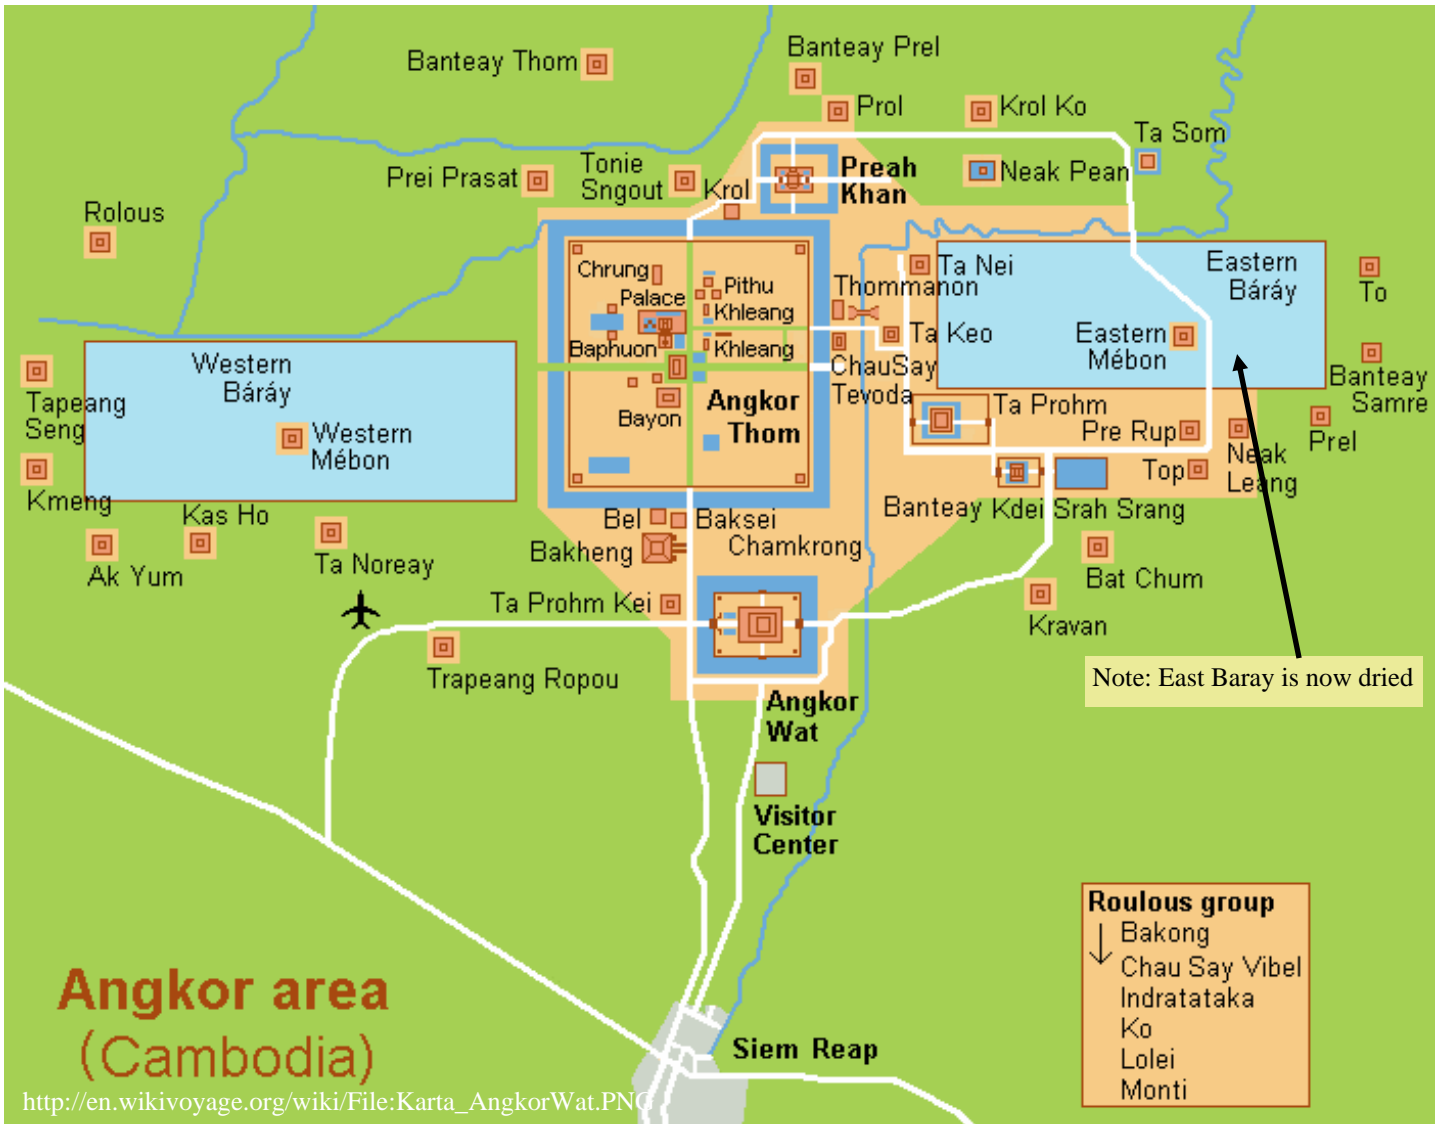 Banteay Thom
Banteay Prel
Prol
Krol Ko
Ta Som
Prei Prasat
Tonie
Sngout
Krol
Preah
Khan
Neak Pean
Rolous
Chrung
Pithu
Palace
Khleang
Baphuon
Khleang
Bayon
Angkor
Thom
Thommanon
Ta Nei
Ta Keo
ChauSay
Tevoda
Eastern
Báráy
Eastern
Mébon
To
Banteay
Samre
Prel
Western
Báráy
Western
Mébon
Tapeang
Seng
Kmeng
Ak Yum
Kas Ho
Ta Noreay
Ta Prohm
Pre Rup
Neak
Leang
Top
Banteay Kdei
Srah Srang
Bat Chum
Kravan
Bel
Baksei
Chamkrong
Bakheng
Ta Prohm Kei
Trapeang Ropou
Note: East Baray is now dried
Angkor
Wat
Visitor
Center
Roulous group
Bakong
Chau Say Vibel
Indratataka
Ko
Lolei
Monti
Angkor area
(Cambodia)
Siem Reap
http://en.wikivoyage.org/wiki/File:Karta_AngkorWat.PNG